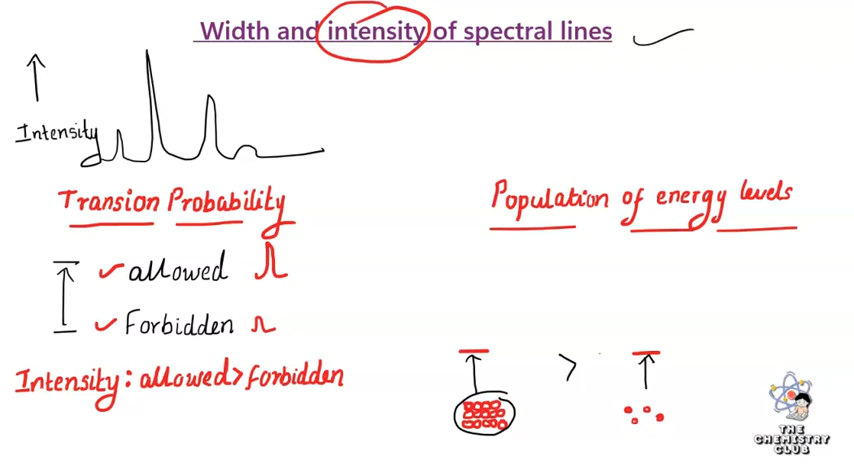 Width and intensity of spectral lines
Intensity
Transion Probability
Population of energy levels
allowed
Forbidden
Intensity: allowed > forbidden
>
THE
CHEMISTRY
CLUB